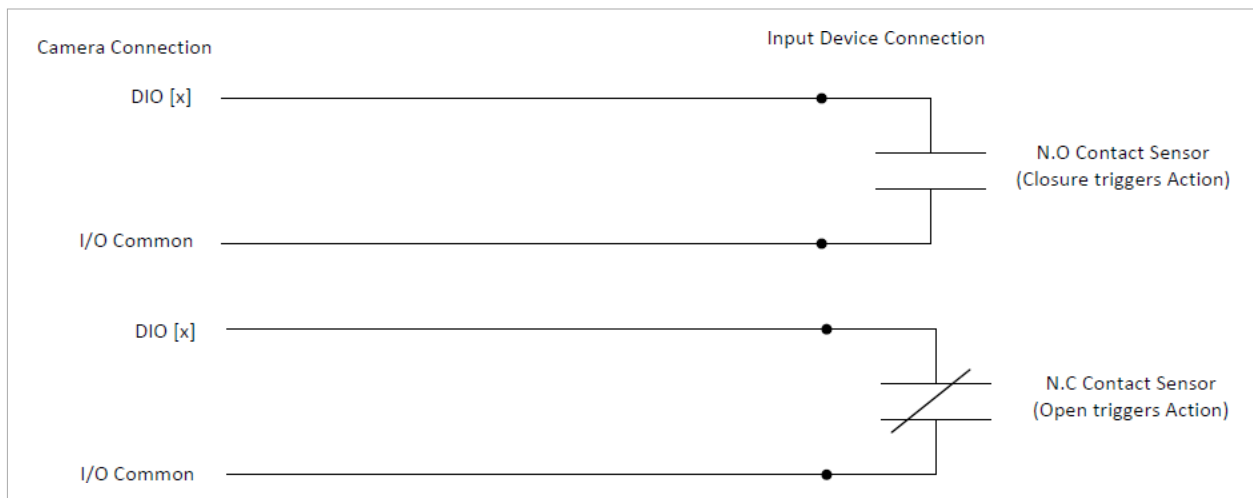 Camera Connection
Input Device Connection
DIO [x]
N.O Contact Sensor
(Closure triggers Action)
I/O Common
DIO [x]
N.C Contact Sensor
(Open triggers Action)
I/O Common